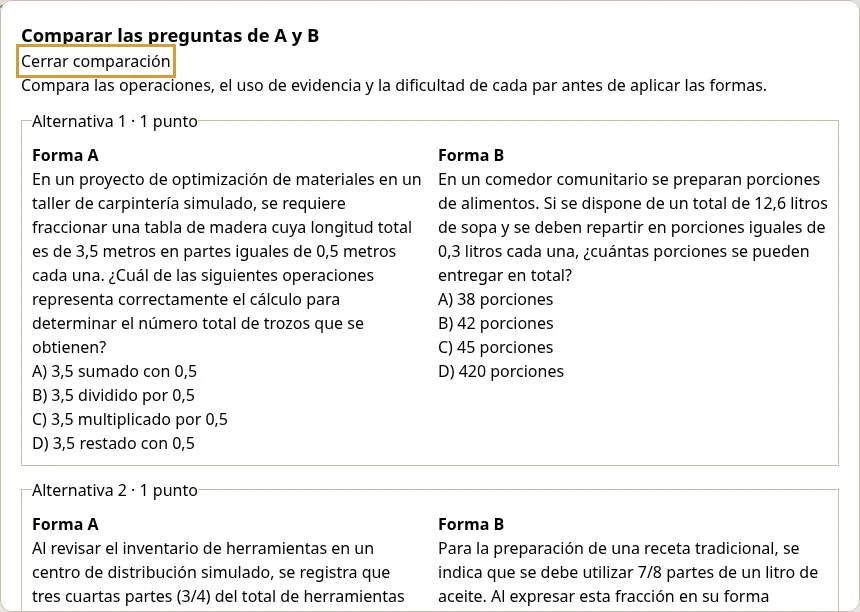 Comparar las preguntas de A y B
Cerrar comparación
Compara las operaciones, el uso de evidencia y la dificultad de cada par antes de aplicar las formas.
Alternativa 1 · 1 punto
Forma A
En un proyecto de optimización de materiales en un
taller de carpintería simulado, se requiere
fraccionar una tabla de madera cuya longitud total
es de 3,5 metros en partes iguales de 0,5 metros
cada una. ¿Cuál de las siguientes operaciones
representa correctamente el cálculo para
determinar el número total de trozos que se
obtienen?
A) 3,5 sumado con 0,5
B) 3,5 dividido por 0,5
C) 3,5 multiplicado por 0,5
D) 3,5 restado con 0,5
Forma B
En un comedor comunitario se preparan porciones
de alimentos. Si se dispone de un total de 12,6 litros
de sopa y se deben repartir en porciones iguales de
0,3 litros cada una, ¿cuántas porciones se pueden
entregar en total?
A) 38 porciones
B) 42 porciones
C) 45 porciones
D) 420 porciones
Alternativa 2 · 1 punto
Forma A
Al revisar el inventario de herramientas en un
centro de distribución simulado, se registra que
tres cuartas partes (3/4) del total de herramientas
Forma B
Para la preparación de una receta tradicional, se
indica que se debe utilizar 7/8 partes de un litro de
aceite. Al expresar esta fracción en su forma